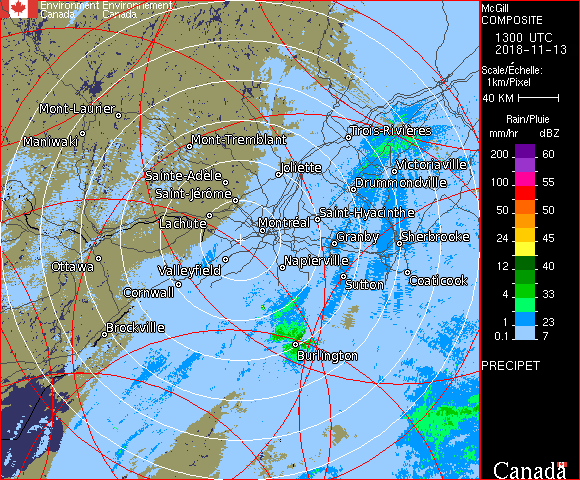 Environment Environnement
Canada Canada
McGill
COMPOSITE
1300 UTC
2018-11-13
Scale/Échelle:
1km/Pixel
40 KM
Rain/Pluie
mm/hr dBZ
200 60
100 55
50 50
24 45
12 40
4 33
1 23
0.1 7
PRECIPET
Canada
Mont-Laurier
Maniwaki
Mont-Tremblant
Trois-Rivières
Joliette
Victoriaville
Sainte-Adèle
Drummondville
Saint-Jérôme
Saint-Hyacinthe
Lachute
Montréal
Granby
Sherbrooke
Ottawa
Valleyfield
Napierville
Coaticook
Sutton
Cornwall
Brockville
Burlington